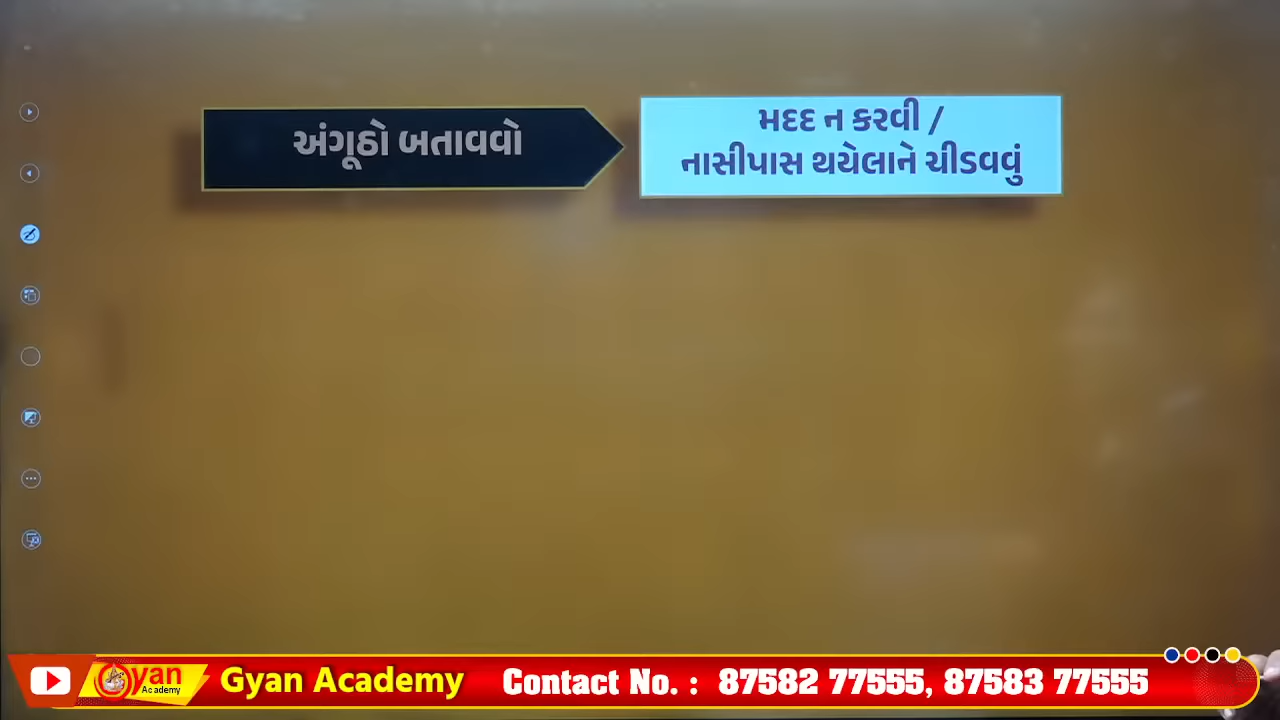 અંગૂઠો બતાવવો
મદદ ન કરવી /
નાસીપાસ થયેલાને ચીડવવું
Gyan
Academy
Gyan Academy
Contact No. : 87582 77555, 87583 77555